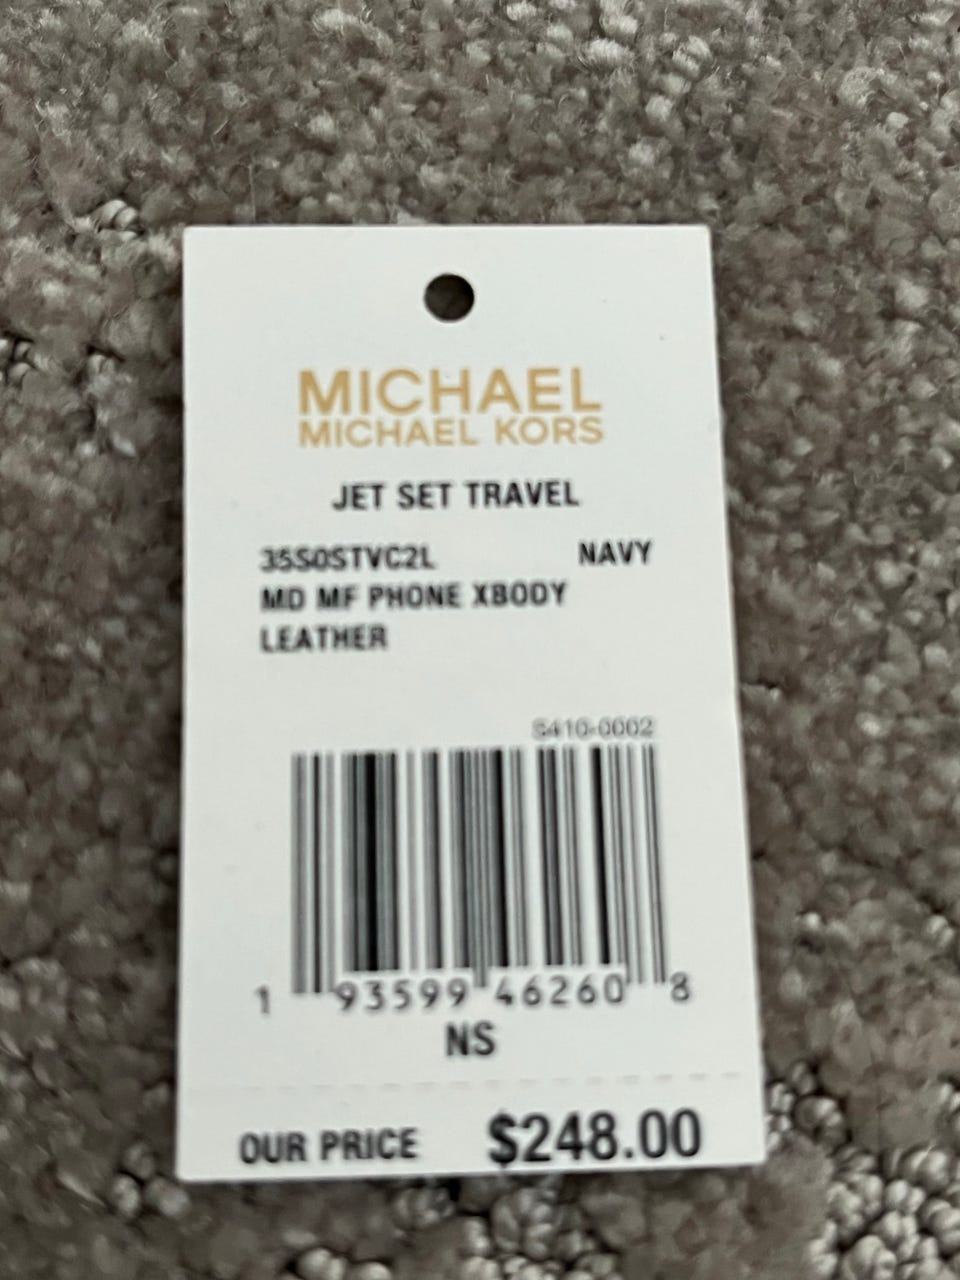 MICHAEL
MICHAEL KORS
JET SET TRAVEL
35S0STVC2L NAVY
MD MF PHONE XBODY
LEATHER
S410-0002
1 93599 46260 8
NS
OUR PRICE $248.00